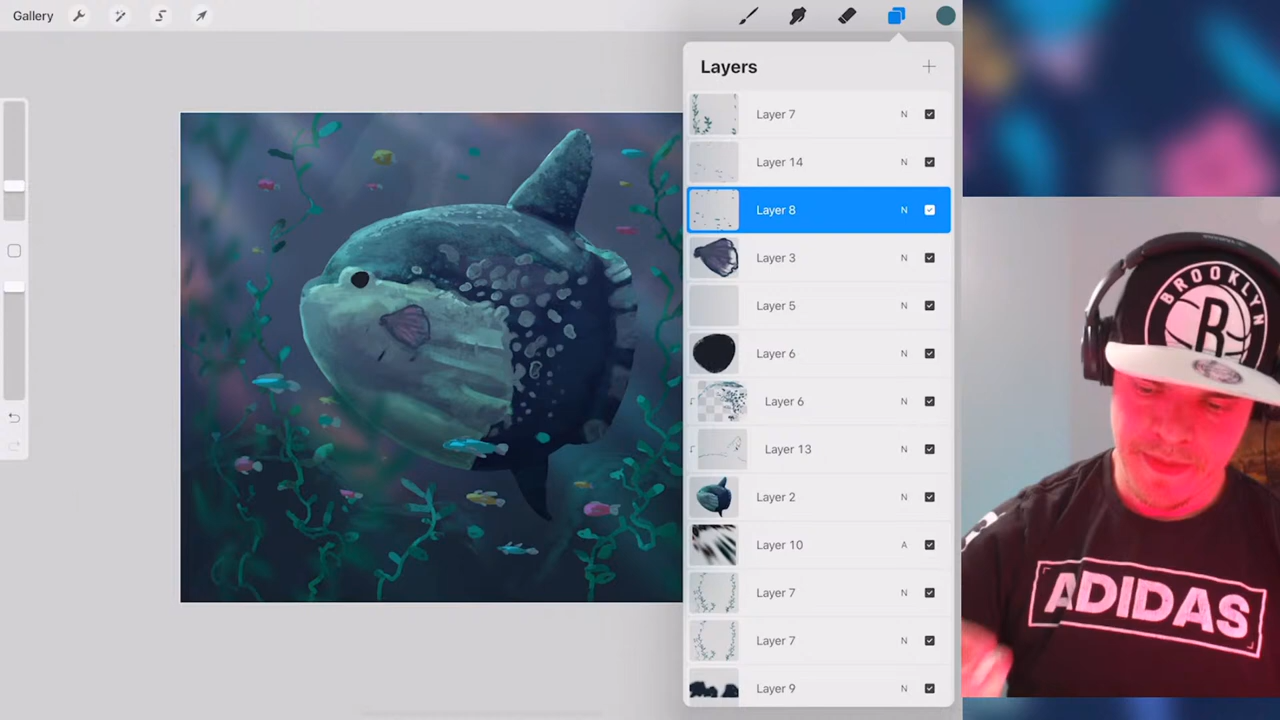 Gallery
Layers
Layer 7 N
Layer 14 N
Layer 8 N
Layer 3 N
Layer 5 N
Layer 6 N
Layer 6 N
Layer 13 N
Layer 2 N
Layer 10 A
Layer 7 N
Layer 7 N
Layer 9 N
BROOKLYN
B
ADIDAS